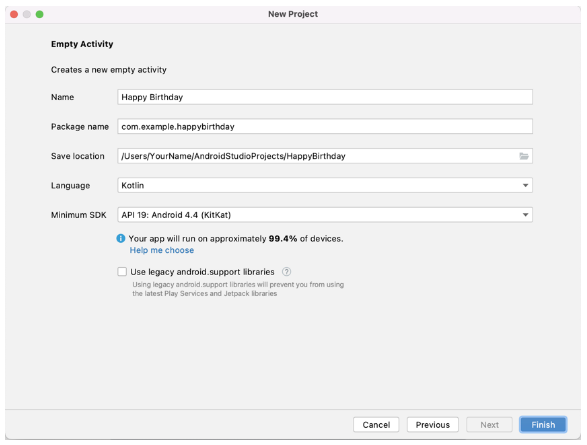 New Project
Empty Activity
Creates a new empty activity
Name Happy Birthday
Package name com.example.happybirthday
Save location /Users/YourName/AndroidStudioProjects/HappyBirthday
Language Kotlin
Minimum SDK API 19: Android 4.4 (KitKat)
Your app will run on approximately 99.4% of devices.
Help me choose
Use legacy android.support libraries ?
Using legacy android.support libraries will prevent you from using
the latest Play Services and Jetpack libraries
Cancel Previous Next Finish